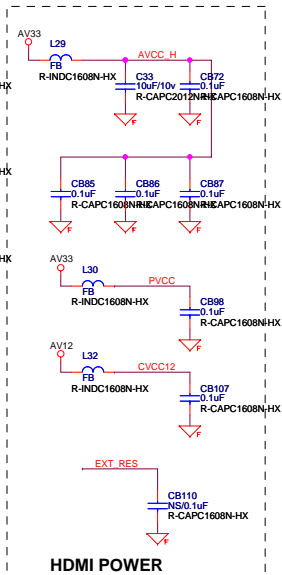 AV33
L29
AVCC_H
FB
R-INDC1608N-HX
C33
10uF/10v
R-CAPC2012N-HX
CB72
0.1uF
R-CAPC1608N-HX
HX
F
F
CB85
0.1uF
R-CAPC1608N-HX
CB86
0.1uF
R-CAPC1608N-HX
CB87
0.1uF
R-CAPC1608N-HX
HX
F
F
F
HX
AV33
L30
PVCC
FB
R-INDC1608N-HX
CB98
0.1uF
R-CAPC1608N-HX
F
AV12
L32
CVCC12
FB
R-INDC1608N-HX
CB107
0.1uF
R-CAPC1608N-HX
F
EXT_RES
CB110
NS/0.1uF
R-CAPC1608N-HX
F
HDMI POWER